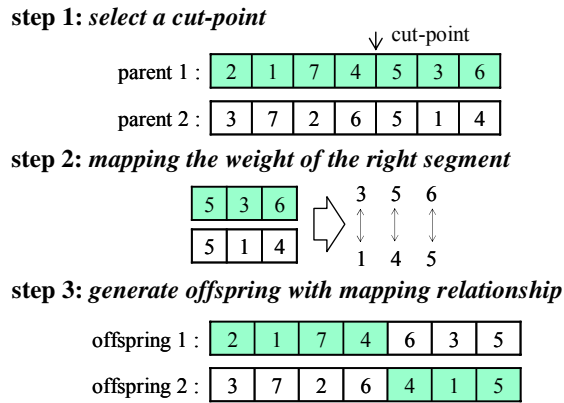 step 1: select a cut-point
cut-point
parent 1 : 2 1 7 4 5 3 6
parent 2 : 3 7 2 6 5 1 4
step 2: mapping the weight of the right segment
5 3 6 3 5 6
5 1 4 1 4 5
step 3: generate offspring with mapping relationship
offspring 1 : 2 1 7 4 6 3 5
offspring 2 : 3 7 2 6 4 1 5